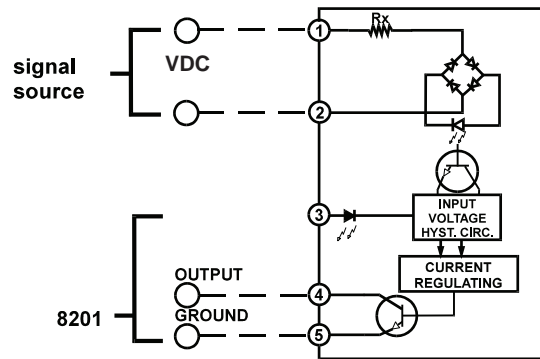 signal
source
VDC
1
Rx
2
3
INPUT
VOLTAGE
HYST. CIRC.
CURRENT
REGULATING
8201
OUTPUT
4
GROUND
5